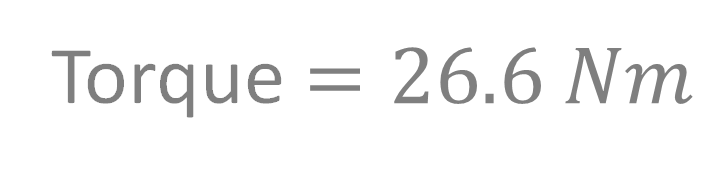 Torque = 26.6 Nm